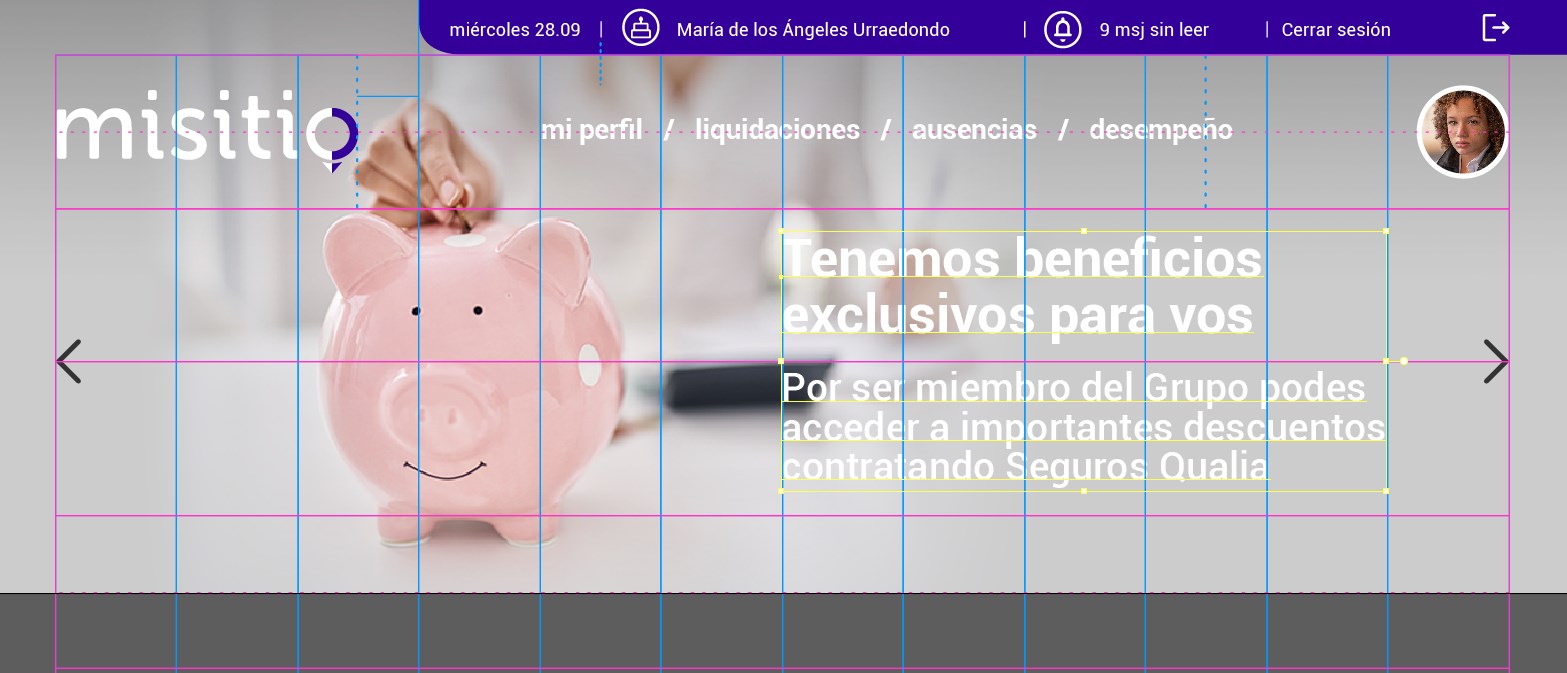 miércoles 28.09 | María de los Ángeles Urraedondo | 9 msj sin leer | Cerrar sesión
misitio
mi perfil / liquidaciones / ausencias / desempeño
Tenemos beneficios
exclusivos para vos
Por ser miembro del Grupo podes
acceder a importantes descuentos
contratando Seguros Qualia